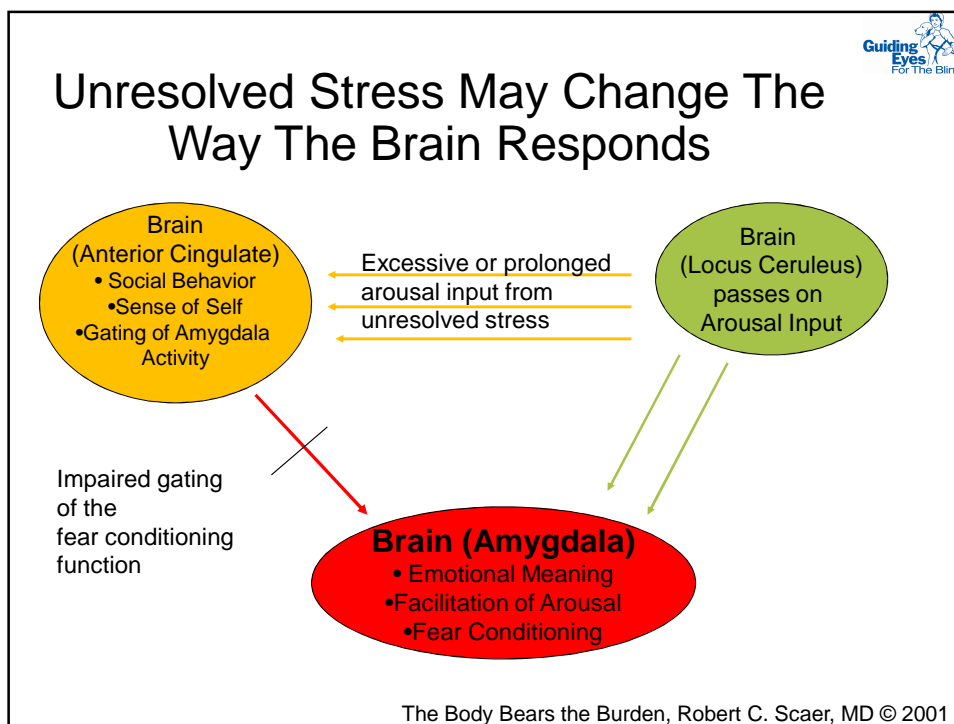 Guiding
Eyes
For The Blin
Unresolved Stress May Change The
Way The Brain Responds
Brain
(Anterior Cingulate)
• Social Behavior
•Sense of Self
•Gating of Amygdala
Activity
Excessive or prolonged
arousal input from
unresolved stress
Brain
(Locus Ceruleus)
passes on
Arousal Input
Impaired gating
of the
fear conditioning
function
Brain (Amygdala)
• Emotional Meaning
•Facilitation of Arousal
•Fear Conditioning
The Body Bears the Burden, Robert C. Scaer, MD © 2001